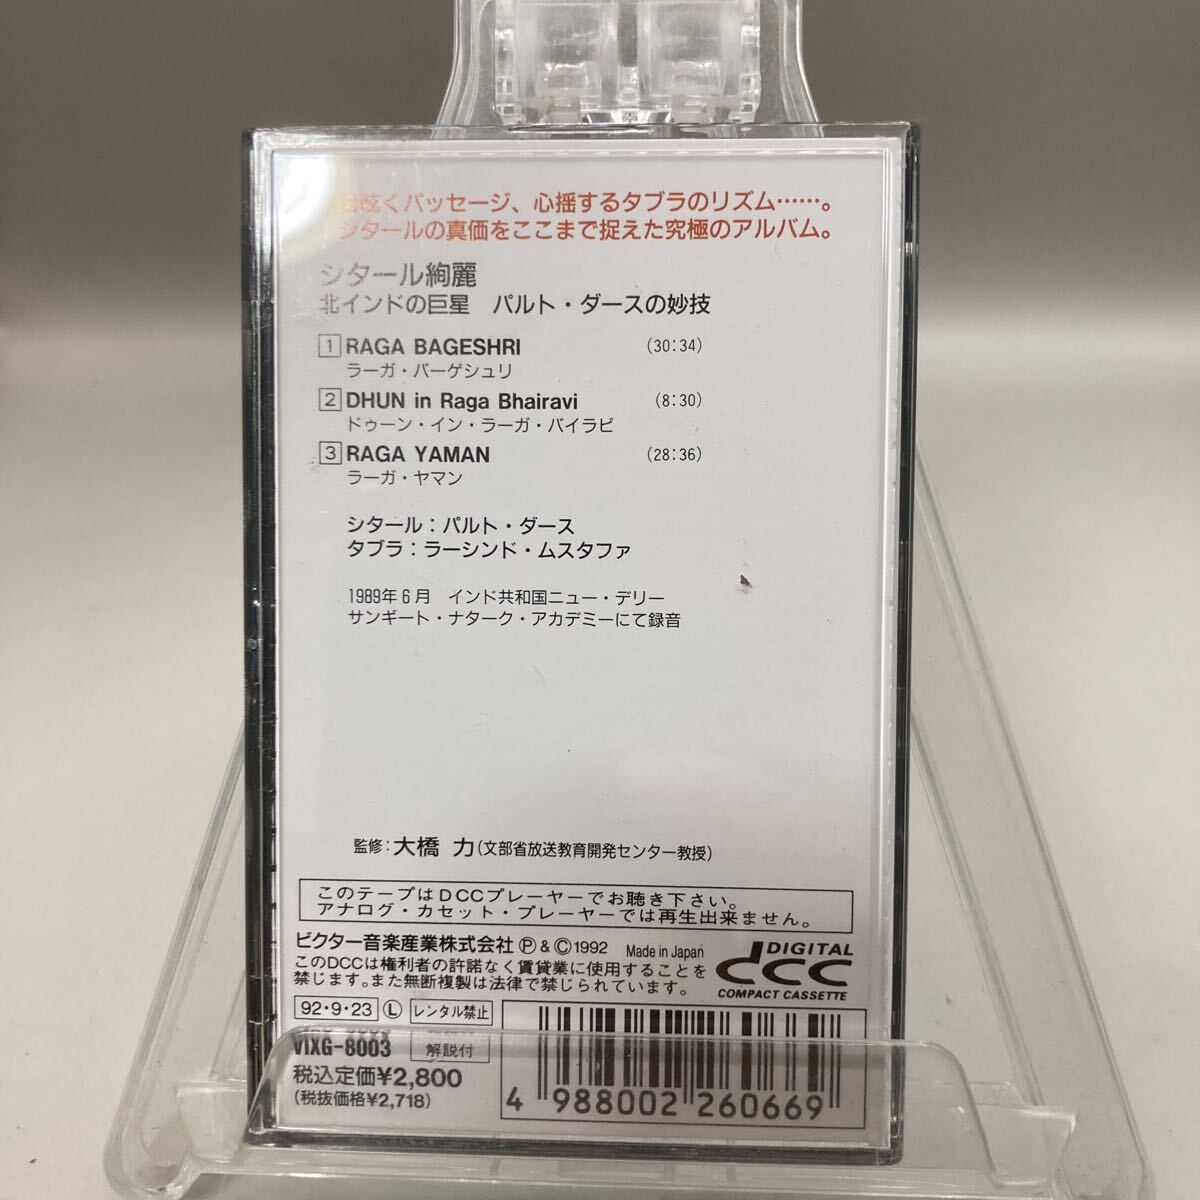 目眩くパッセージ、心揺するタブラのリズム……。
シタールの真価をここまで捉えた究極のアルバム。
シタール絢麗
北インドの巨星　パルト・ダースの妙技
1 RAGA BAGESHRI (30:34)
ラーガ・バーゲシュリ
2 DHUN in Raga Bhairavi (8:30)
ドゥーン・イン・ラーガ・バイラビ
3 RAGA YAMAN (28:36)
ラーガ・ヤマン
シタール：パルト・ダース
タブラ：ラーシンド・ムスタファ
1989年6月　インド共和国ニュー・デリー
サンギート・ナターク・アカデミーにて録音
監修：大橋 力(文部省放送教育開発センター教授)
このテープはDCCプレーヤーでお聴き下さい。
アナログ・カセット・プレーヤーでは再生出来ません。
ビクター音楽産業株式会社 Ⓟ & Ⓒ 1992 Made in Japan
このDCCは権利者の許諾なく賃貸業に使用することを
禁じます。また無断複製は法律で禁じられています。
DIGITAL
dcc
COMPACT CASSETTE
92・9・23 Ⓛ レンタル禁止
VIXG-8003 解説付
税込定価¥2,800
(税抜価格¥2,718)
4 988002 260669